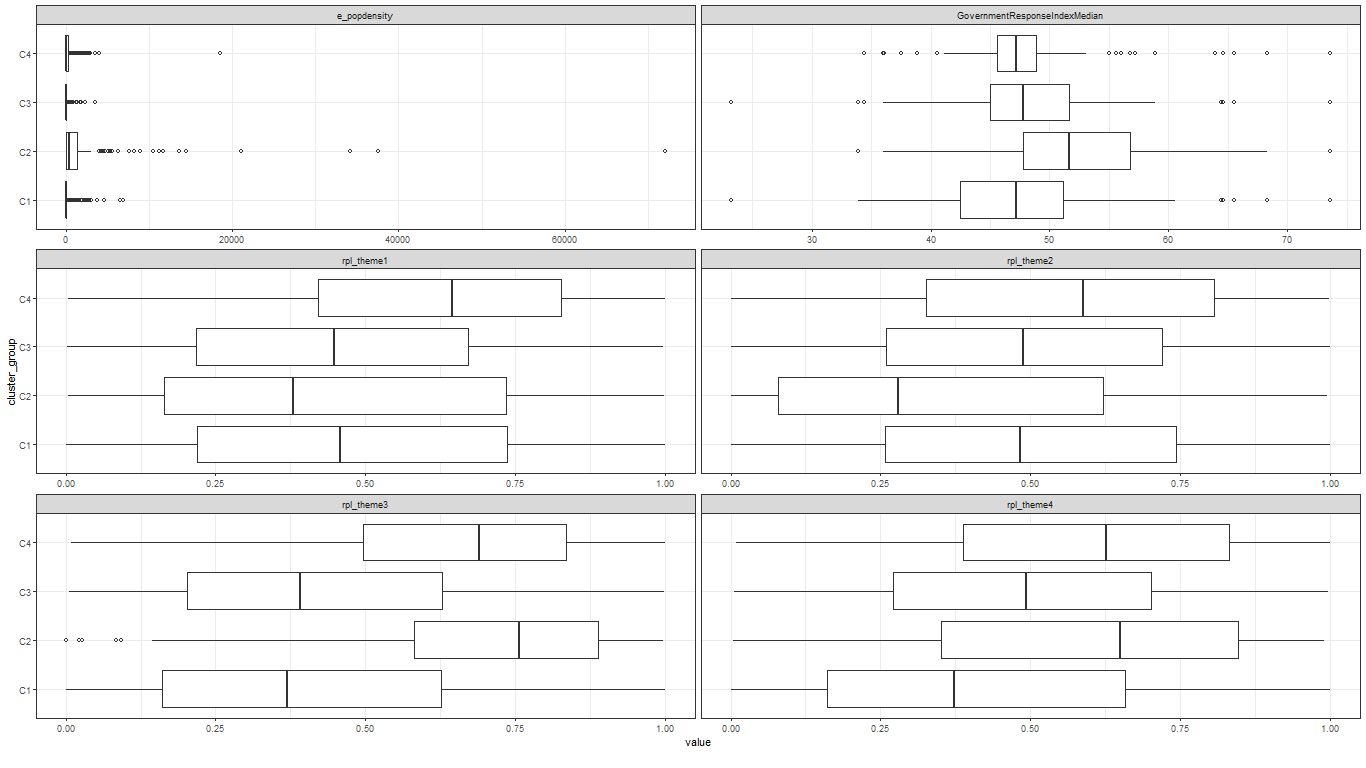 e_popdensity
GovernmentResponseIndexMedian
C4
C3
C2
C1
0 20000 40000 60000
30 40 50 60 70
rpl_theme1
rpl_theme2
C4
C3
C2
C1
cluster_group
0.00 0.25 0.50 0.75 1.00
0.00 0.25 0.50 0.75 1.00
rpl_theme3
rpl_theme4
C4
C3
C2
C1
0.00 0.25 0.50 0.75 1.00
0.00 0.25 0.50 0.75 1.00
value